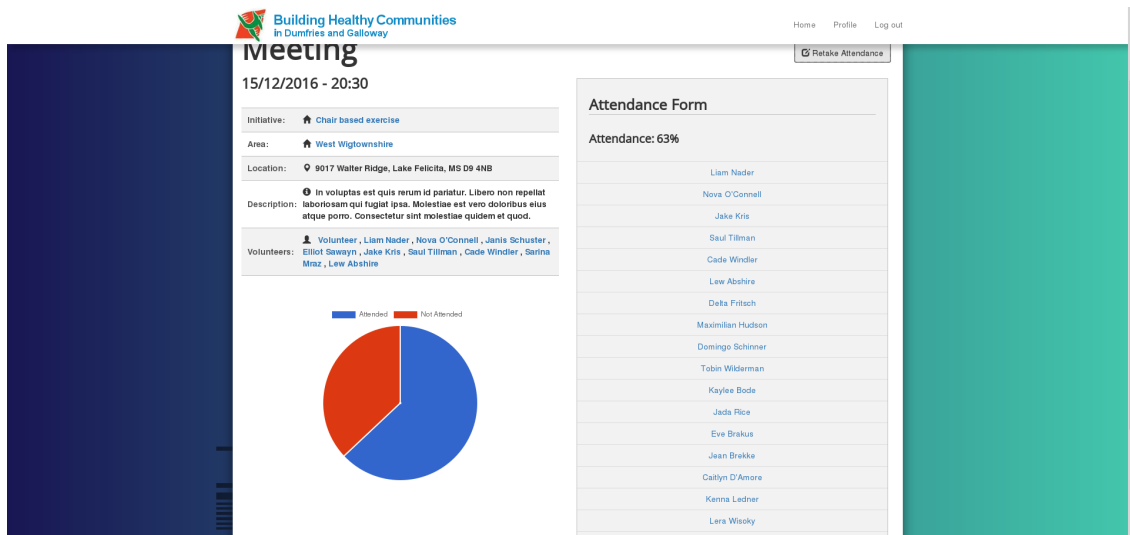 Building Healthy Communities
in Dumfries and Galloway
Home Profile Log out
Meeting
Retake Attendance
15/12/2016 - 20:30
Initiative: Chair based exercise
Area: West Wigtownshire
Location: 9017 Walter Ridge, Lake Felicita, MS D9 4NB
Description: In voluptas est quis rerum id pariatur. Libero non repellat
laboriosam qui fugiat ipsa. Molestiae est vero doloribus eius
atque porro. Consectetur sint molestiae quidem et quod.
Volunteers: Volunteer , Liam Nader , Nova O'Connell , Janis Schuster ,
Elliot Sawayn , Jake Kris , Saul Tillman , Cade Windler , Sarina
Mraz , Lew Abshire
Attended Not Attended
Attendance Form
Attendance: 63%
Liam Nader
Nova O'Connell
Jake Kris
Saul Tillman
Cade Windler
Lew Abshire
Delta Fritsch
Maximilian Hudson
Domingo Schinner
Tobin Wilderman
Kaylee Bode
Jada Rice
Eve Brakus
Jean Brekke
Caitlyn D'Amore
Kenna Ledner
Lera Wisoky